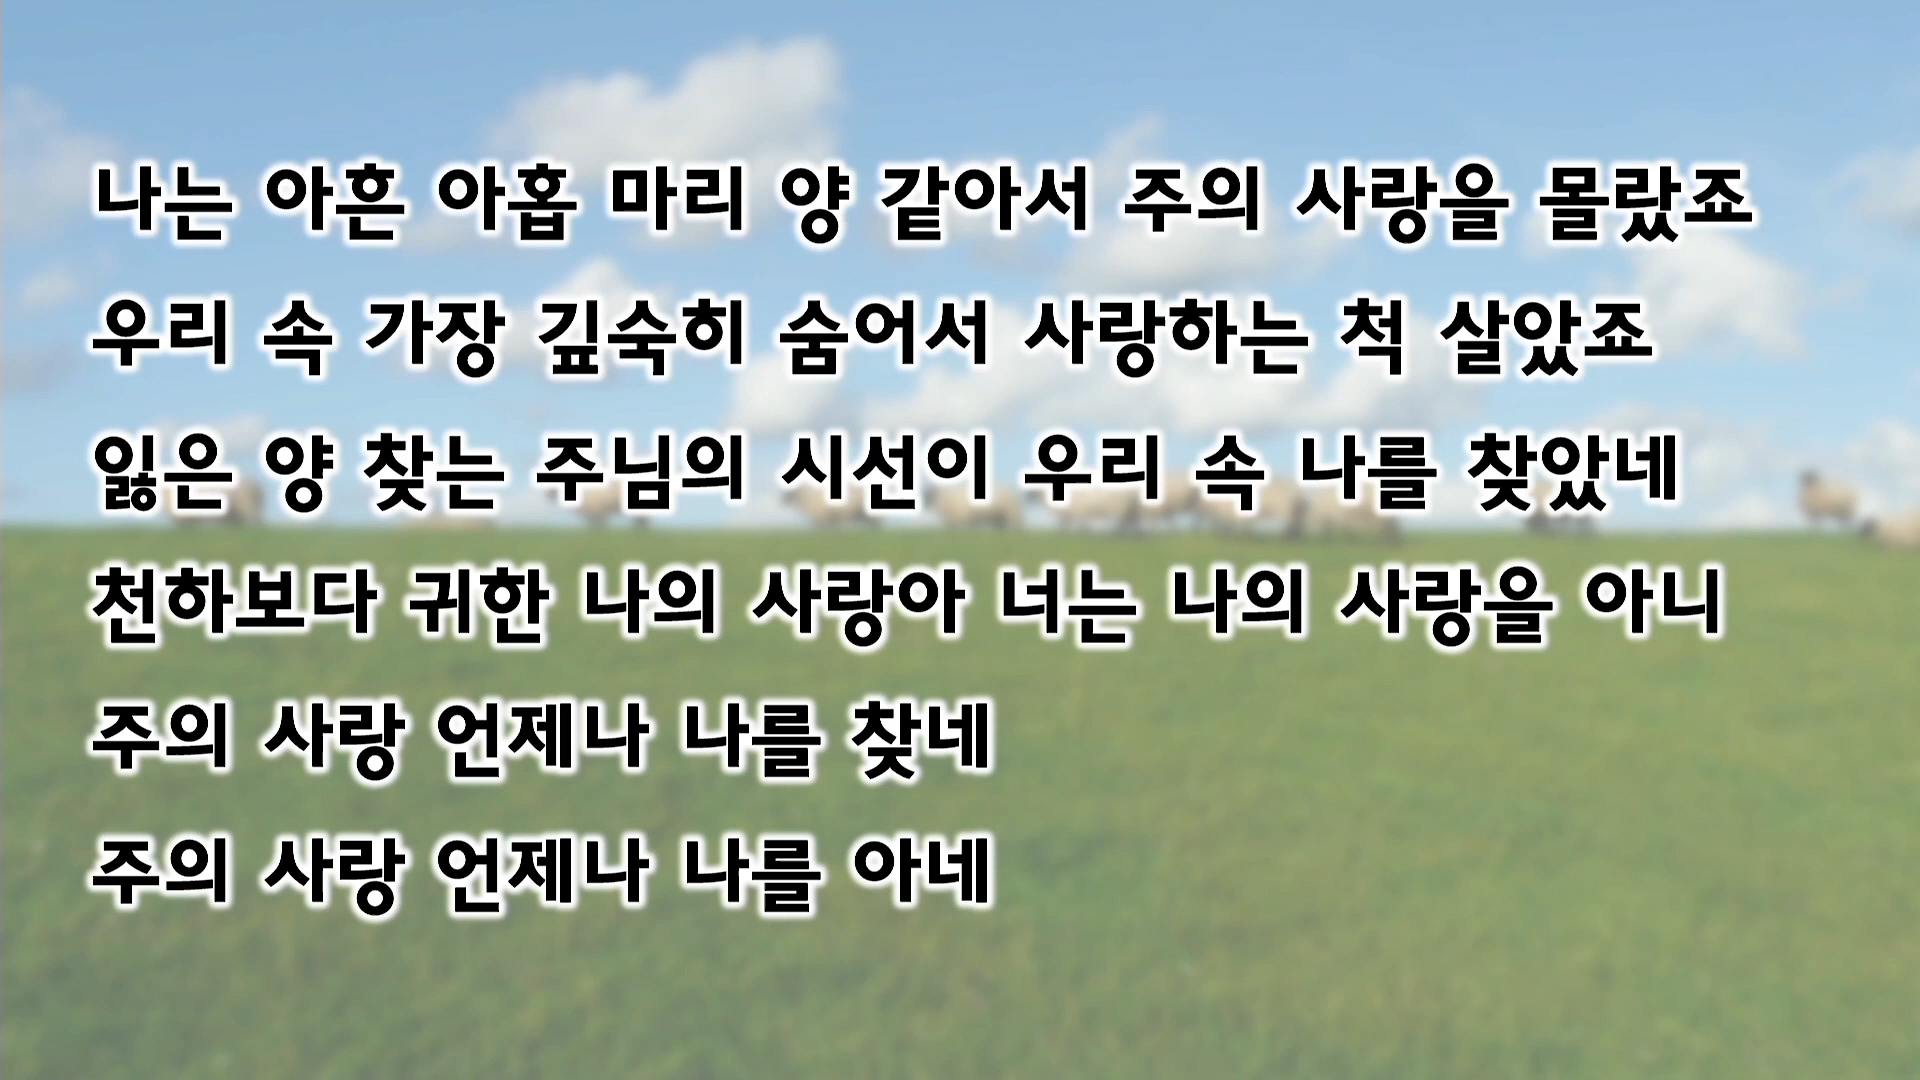 나는 아흔 아홉 마리 양 같아서 주의 사랑을 몰랐죠
우리 속 가장 깊숙히 숨어서 사랑하는 척 살았죠
잃은 양 찾는 주님의 시선이 우리 속 나를 찾았네
천하보다 귀한 나의 사랑아 너는 나의 사랑을 아니
주의 사랑 언제나 나를 찾네
주의 사랑 언제나 나를 아네